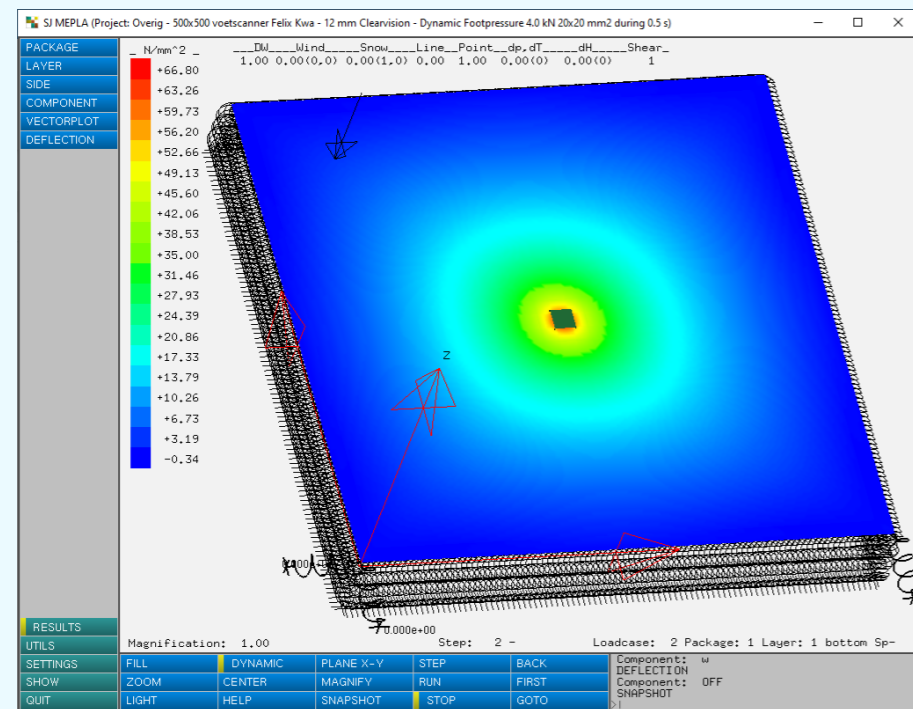 SJ MEPLA (Project: Overig - 500x500 voetscanner Felix Kwa - 12 mm Clearvision - Dynamic Footpressure 4.0 kN 20x20 mm2 during 0.5 s)
PACKAGE
LAYER
SIDE
COMPONENT
VECTORPLOT
DEFLECTION
_ N/mm^2 _ ___DW____Wind_____Snow__Line__Point__dp,dT_____dH____Shear_
1.00 0.00(0,0) 0.00(1,0) 0.00 1.00 0.00(0) 0.00(0) 1
+66.80
+63.26
+59.73
+56.20
+52.66
+49.13
+45.60
+42.06
+38.53
+35.00
+31.46
+27.93
+24.39
+20.86
+17.33
+13.79
+10.26
+6.73
+3.19
-0.34
Z
0.000e+00
Magnification: 1.00 Step: 2 - Loadcase: 2 Package: 1 Layer: 1 bottom Sp-
RESULTS
UTILS
SETTINGS
SHOW
QUIT
FILL DYNAMIC PLANE X-Y STEP BACK
ZOOM CENTER MAGNIFY RUN FIRST
LIGHT HELP SNAPSHOT STOP GOTO
Component: w
DEFLECTION
Component: OFF
SNAPSHOT
>|